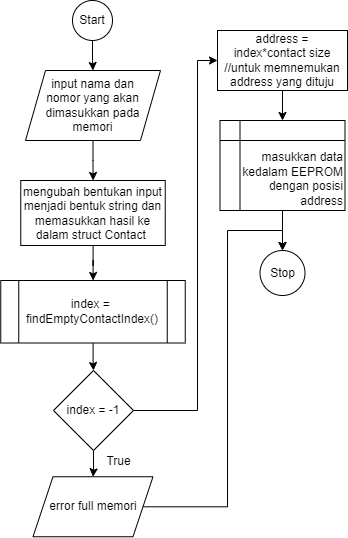 Start
input nama dan
nomor yang akan
dimasukkan pada
memori
mengubah bentukan input
menjadi bentuk string dan
memasukkan hasil ke
dalam struct Contact
index =
findEmptyContactIndex()
index = -1
True
error full memori
address =
index*contact size
//untuk memnemukan
address yang dituju
masukkan data
kedalam EEPROM
dengan posisi
address
Stop